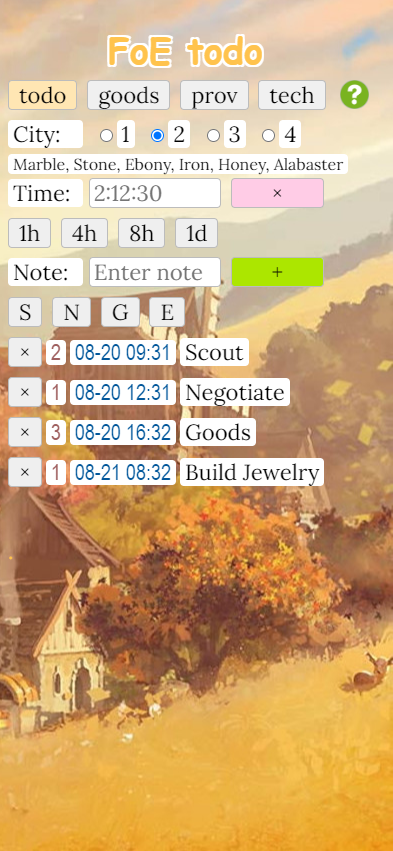 FoE todo
todo goods prov tech ?
City: 1 2 3 4
Marble, Stone, Ebony, Iron, Honey, Alabaster
Time: 2:12:30 ×
1h 4h 8h 1d
Note: Enter note +
S N G E
× 2 08-20 09:31 Scout
× 1 08-20 12:31 Negotiate
× 3 08-20 16:32 Goods
× 1 08-21 08:32 Build Jewelry